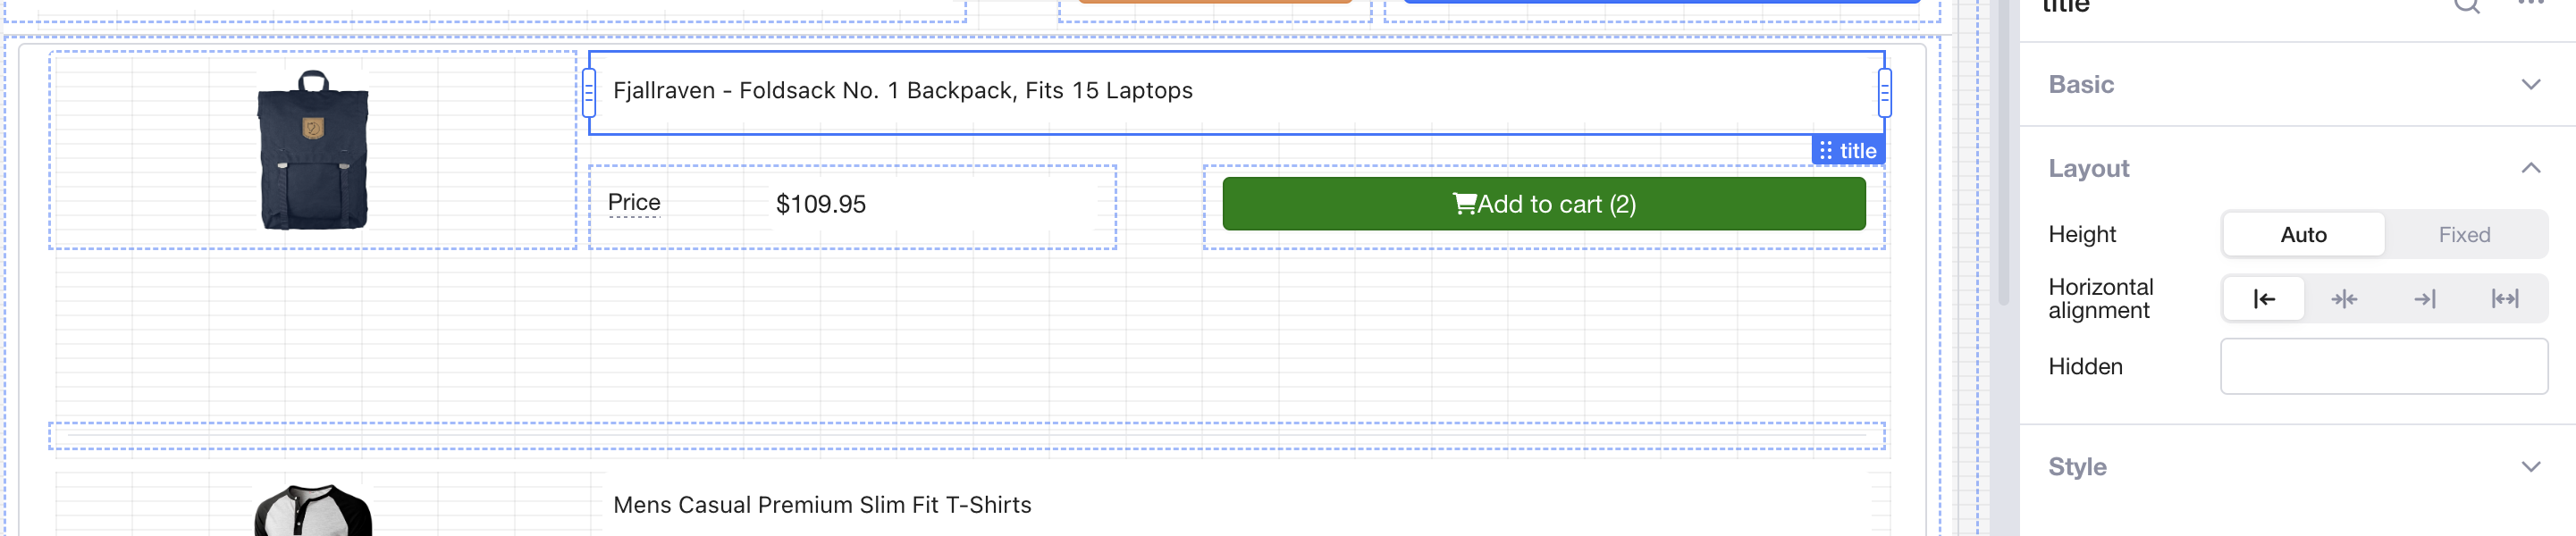 title
Basic
Fjallraven - Foldsack No. 1 Backpack, Fits 15 Laptops
title
Layout
Price
$109.95
Add to cart (2)
Height
Auto
Fixed
Horizontal
alignment
Hidden
Style
Mens Casual Premium Slim Fit T-Shirts